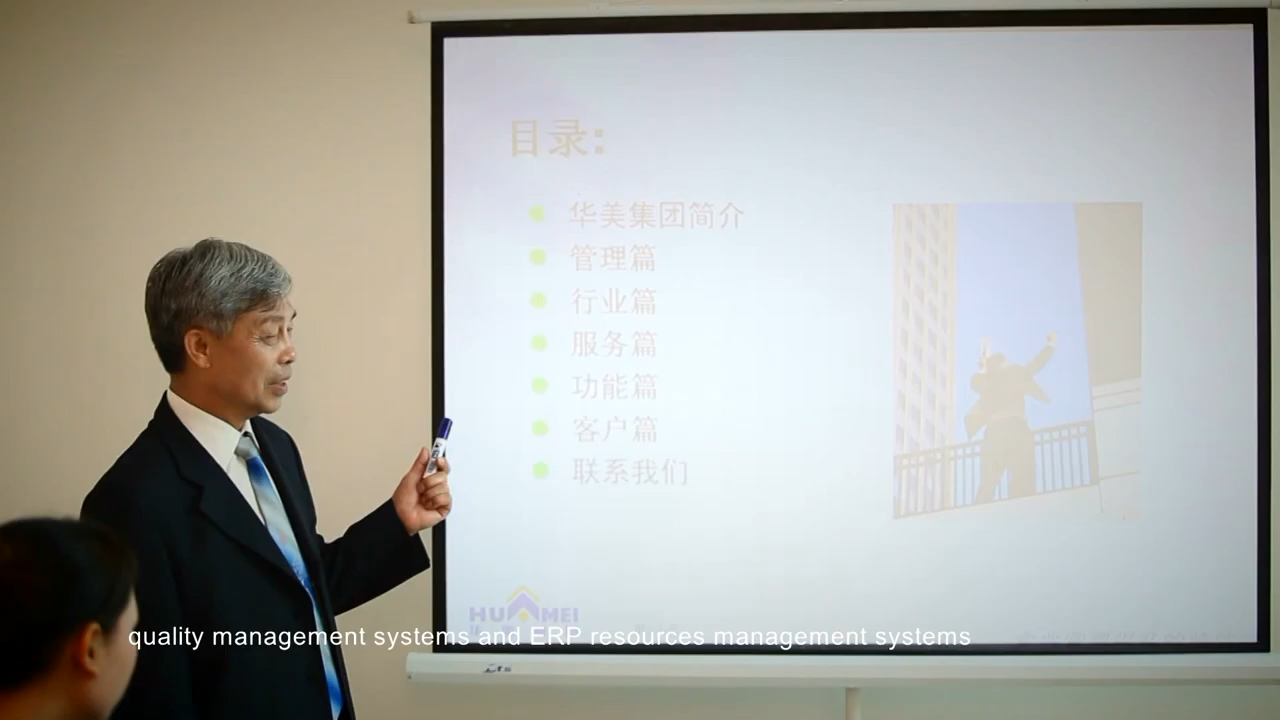 目录:
华美集团简介
管理篇
行业篇
服务篇
功能篇
客户篇
联系我们
HUAMEI
quality management systems and ERP resources management systems